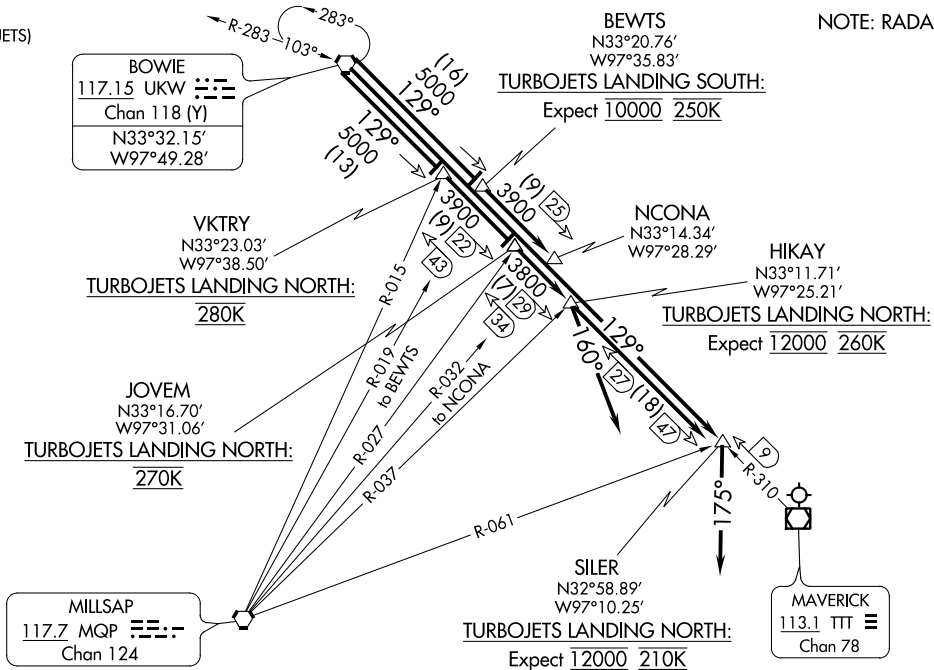 JETS)
R-283
103°
283°
BOWIE
117.15 UKW
Chan 118 (Y)
N33°32.15'
W97°49.28'
(16)
5000
129°
129°
5000
(13)
BEWTS
N33°20.76'
W97°35.83'
TURBOJETS LANDING SOUTH:
Expect 10000 250K
NOTE: RADA
VKTRY
N33°23.03'
W97°38.50'
TURBOJETS LANDING NORTH:
280K
3900
(9)
22
(9)
3900
25
NCONA
N33°14.34'
W97°28.29'
HIKAY
N33°11.71'
W97°25.21'
TURBOJETS LANDING NORTH:
Expect 12000 260K
43
3800
(7)
29
34
R-015
R-019
to BEWTS
R-027
R-032
to NCONA
R-037
R-061
160°
129°
27
(18)
47
JOVEM
N33°16.70'
W97°31.06'
TURBOJETS LANDING NORTH:
270K
9
R-310
175°
SILER
N32°58.89'
W97°10.25'
TURBOJETS LANDING NORTH:
Expect 12000 210K
MILLSAP
117.7 MQP
Chan 124
MAVERICK
113.1 TTT
Chan 78